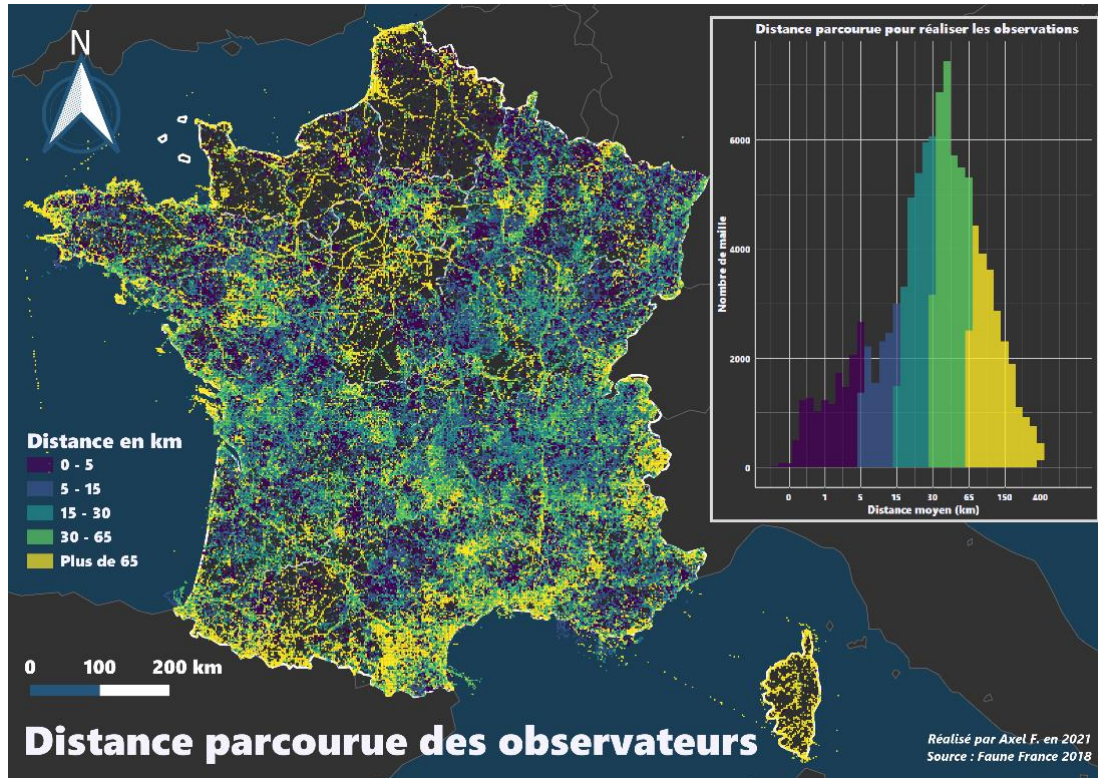 N
Distance parcourue pour réaliser les observations
Nombre de maille
6000
4000
2000
0
0 1 5 15 30 65 150 400
Distance moyen (km)
Distance en km
0 - 5
5 - 15
15 - 30
30 - 65
Plus de 65
0 100 200 km
Distance parcourue des observateurs
Réalisé par Axel F. en 2021
Source : Faune France 2018